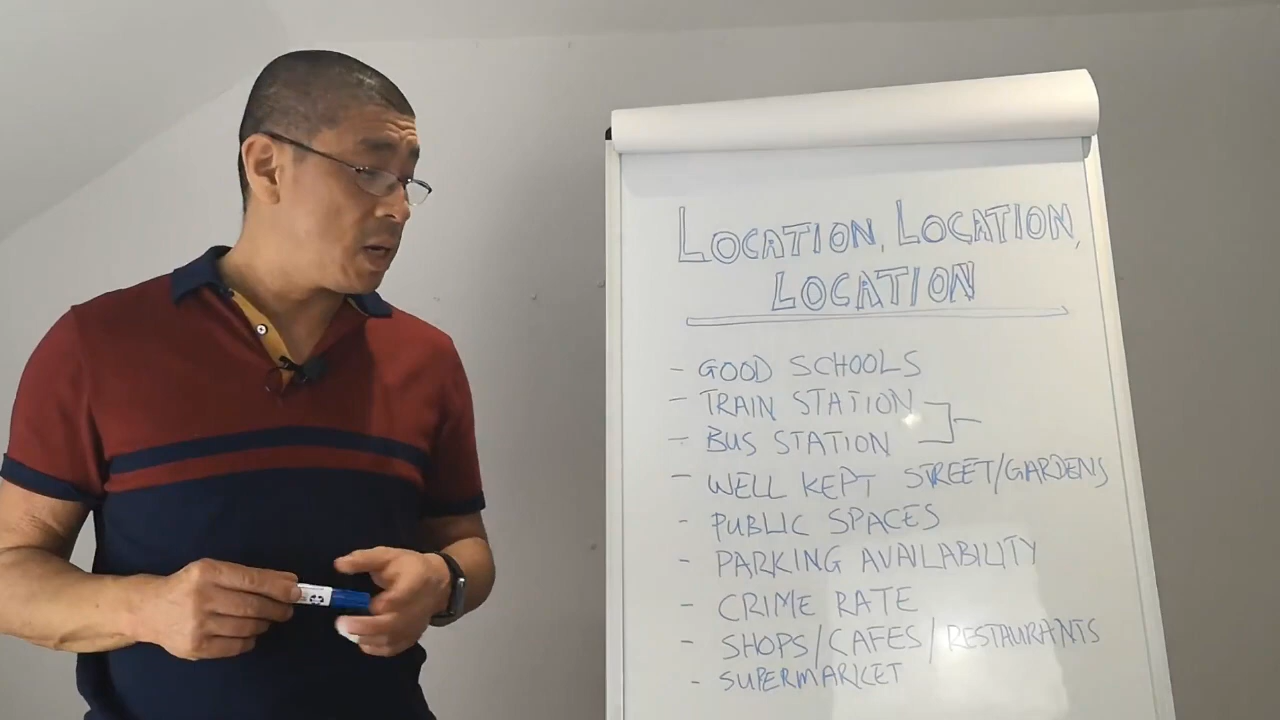 LOCATION, LOCATION,
LOCATION
- GOOD SCHOOLS
- TRAIN STATION
- BUS STATION
- WELL KEPT STREET/GARDENS
- PUBLIC SPACES
- PARKING AVAILABILITY
- CRIME RATE
- SHOPS/CAFES/RESTAURANTS
- SUPERMARKET